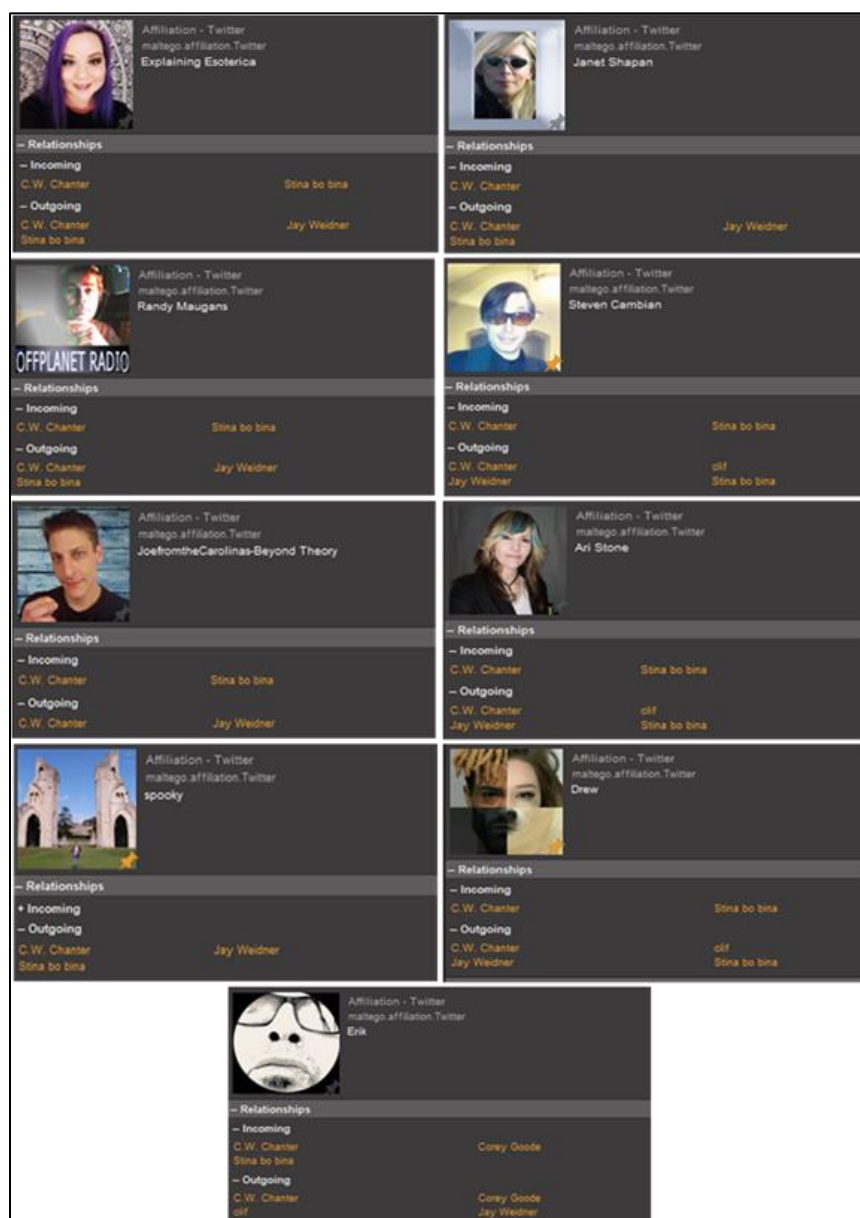 Affiliation - Twitter
maltego.affiliation.Twitter
Explaining Esoterica
– Relationships
– Incoming
C.W. Chanter Stina bo bina
– Outgoing
C.W. Chanter Jay Weidner
Stina bo bina
Affiliation - Twitter
maltego.affiliation.Twitter
Janet Shapan
– Relationships
– Incoming
C.W. Chanter
– Outgoing
C.W. Chanter Jay Weidner
Stina bo bina
OFFPLANET RADIO
Affiliation - Twitter
maltego.affiliation.Twitter
Randy Maugans
– Relationships
– Incoming
C.W. Chanter Stina bo bina
– Outgoing
C.W. Chanter Jay Weidner
Stina bo bina
Affiliation - Twitter
maltego.affiliation.Twitter
Steven Cambian
– Relationships
– Incoming
C.W. Chanter Stina bo bina
– Outgoing
C.W. Chanter clif
Jay Weidner Stina bo bina
Affiliation - Twitter
maltego.affiliation.Twitter
JoefromtheCarolinas-Beyond Theory
– Relationships
– Incoming
C.W. Chanter Stina bo bina
– Outgoing
C.W. Chanter Jay Weidner
Affiliation - Twitter
maltego.affiliation.Twitter
Ari Stone
– Relationships
– Incoming
C.W. Chanter Stina bo bina
– Outgoing
C.W. Chanter clif
Jay Weidner Stina bo bina
Affiliation - Twitter
maltego.affiliation.Twitter
spooky
– Relationships
+ Incoming
– Outgoing
C.W. Chanter Jay Weidner
Stina bo bina
Affiliation - Twitter
maltego.affiliation.Twitter
Drew
– Relationships
– Incoming
C.W. Chanter Stina bo bina
– Outgoing
C.W. Chanter clif
Jay Weidner Stina bo bina
Affiliation - Twitter
maltego.affiliation.Twitter
Erik
– Relationships
– Incoming
C.W. Chanter Corey Goode
Stina bo bina
– Outgoing
C.W. Chanter Corey Goode
clif Jay Weidner